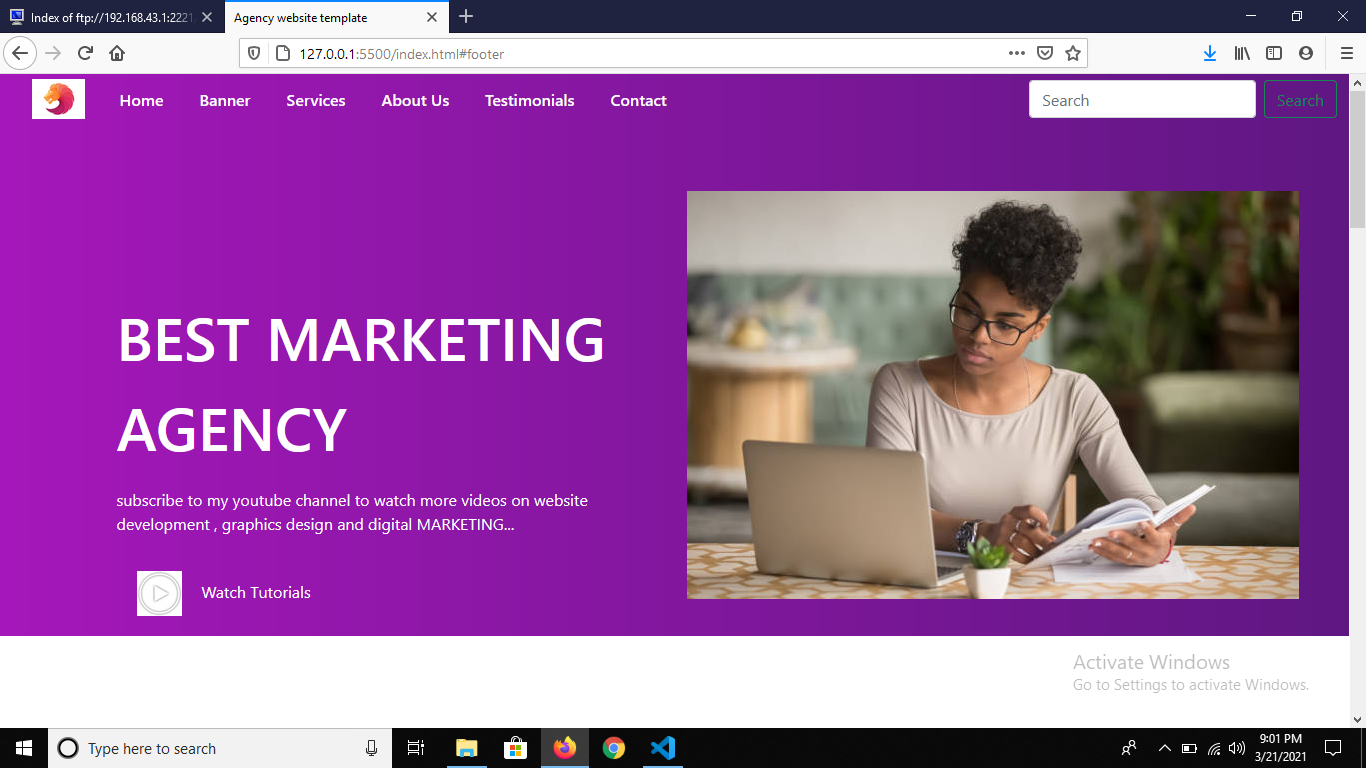 Index of ftp://192.168.43.1:2221
Agency website template
127.0.0.1:5500/index.html#footer
Home Banner Services About Us Testimonials Contact
Search Search
BEST MARKETING
AGENCY
subscribe to my youtube channel to watch more videos on website
development , graphics design and digital MARKETING...
Watch Tutorials
Activate Windows
Go to Settings to activate Windows.
Type here to search
9:01 PM
3/21/2021